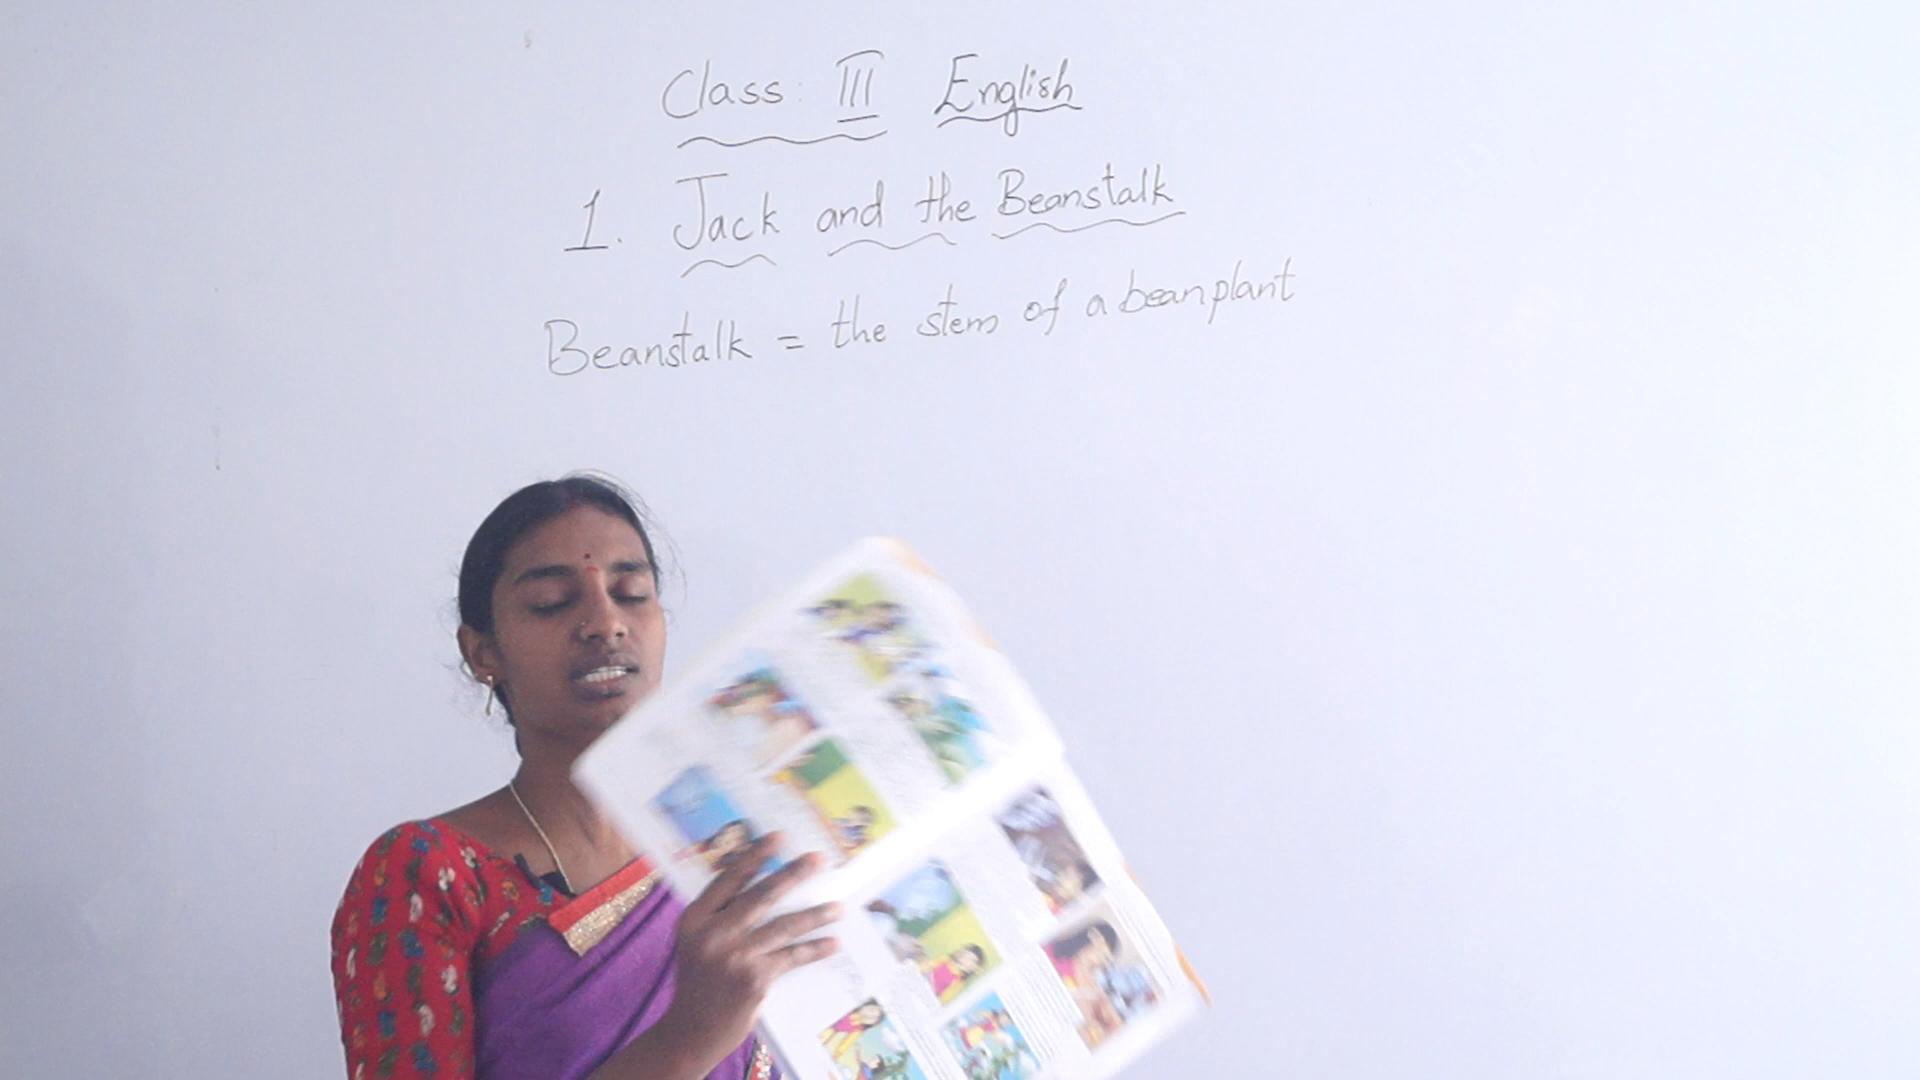 Class: III English
1. Jack and the Beanstalk
Beanstalk = the stem of a beanplant